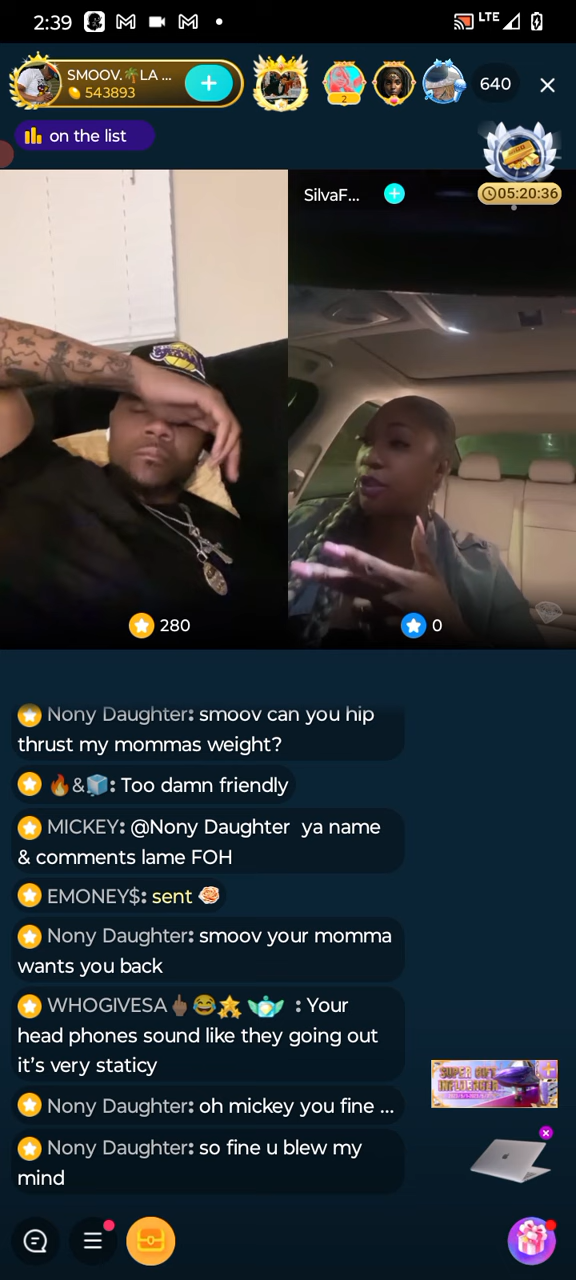 2:39
LTE
SMOOV.🌴LA ...
543893
2
640
on the list
05:20:36
SilvaF...
280
0
Nony Daughter: smoov can you hip
thrust my mommas weight?
🔥&🧊: Too damn friendly
MICKEY: @Nony Daughter  ya name
& comments lame FOH
EMONEY$: sent 🌹
Nony Daughter: smoov your momma
wants you back
WHOGIVESA🖕🏾😂🌟 : Your
head phones sound like they going out
it's very staticy
Nony Daughter: oh mickey you fine ...
Nony Daughter: so fine u blew my
mind
SUPER GIFT